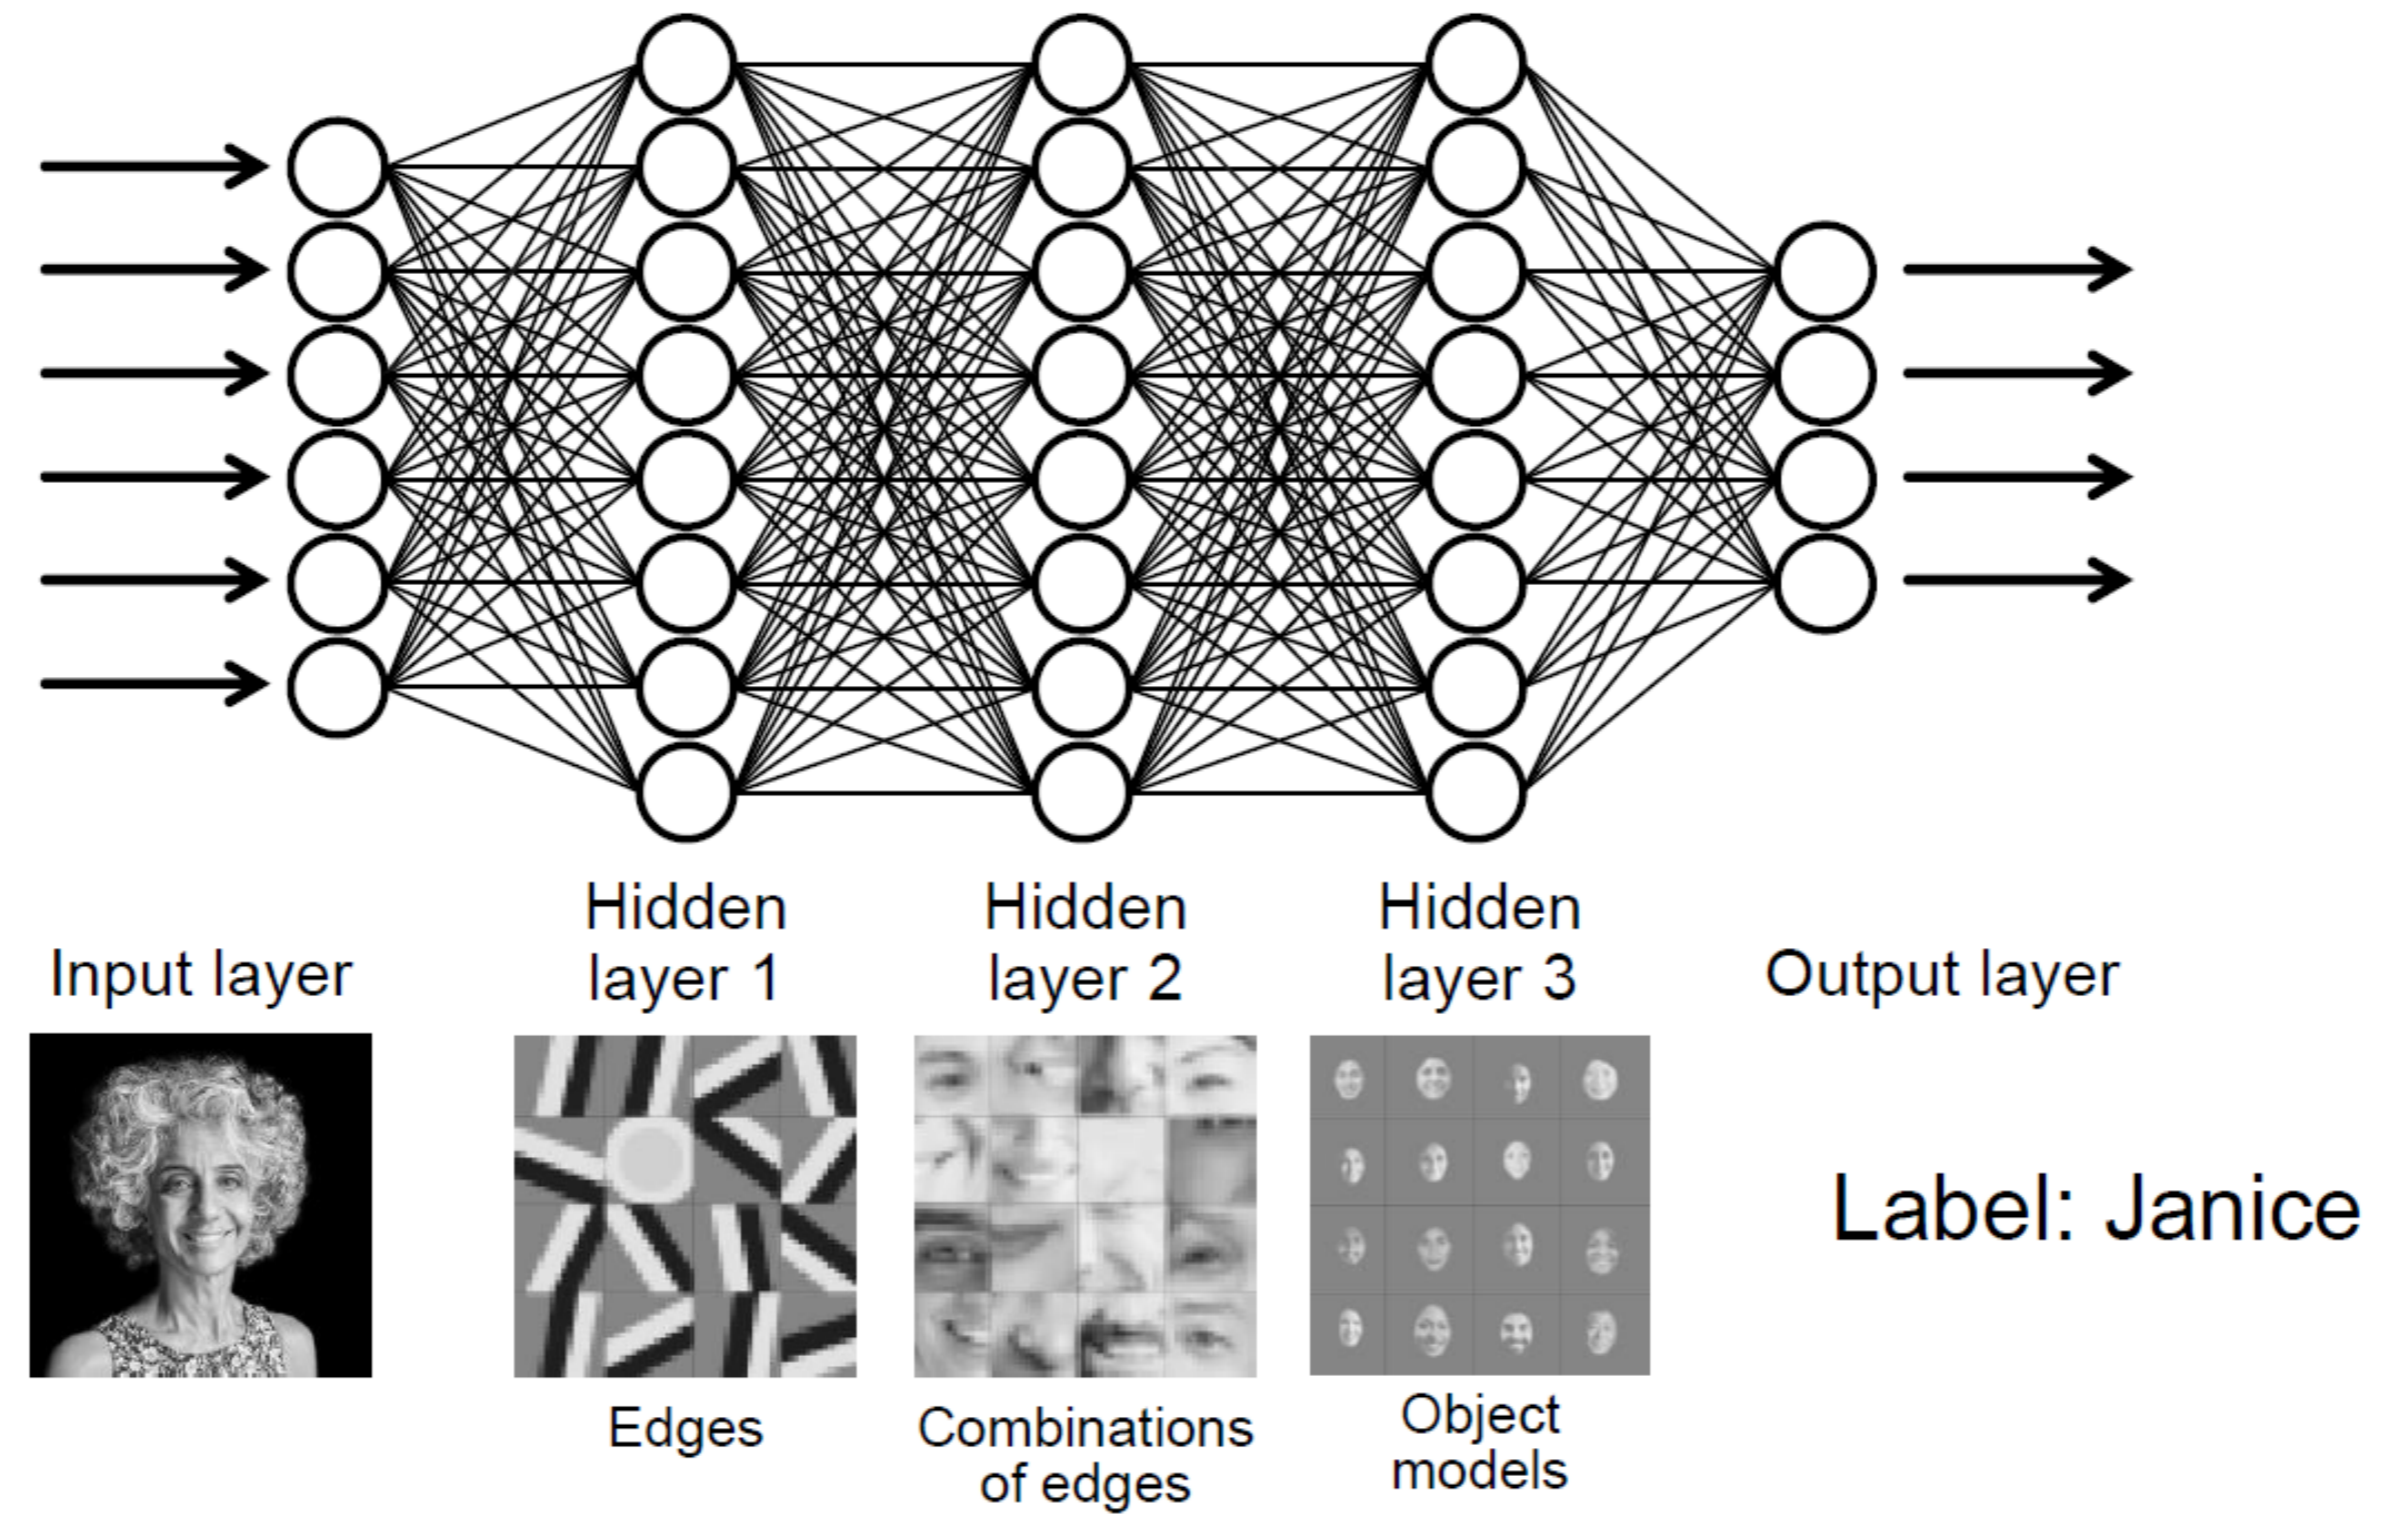 Input layer
Hidden
layer 1
Hidden
layer 2
Hidden
layer 3
Output layer
Edges
Combinations
of edges
Object
models
Label: Janice